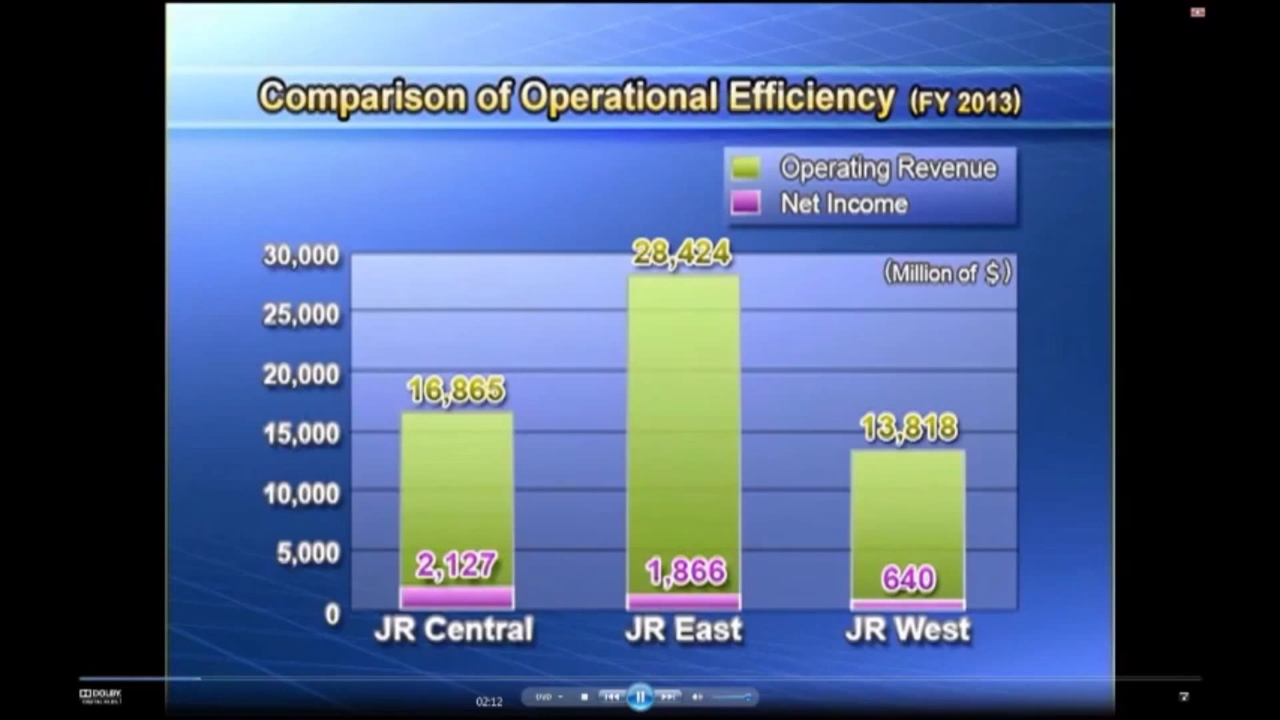 Comparison of Operational Efficiency (FY 2013)
Operating Revenue
Net Income
(Million of $)
30,000
25,000
20,000
15,000
10,000
5,000
0
16,865
28,424
13,818
2,127
1,866
640
JR Central
JR East
JR West
DOLBY
02:12
DVD